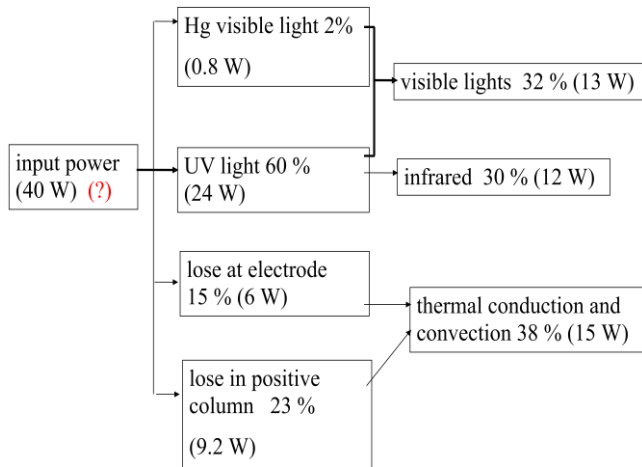 Hg visible light 2%
(0.8 W)
visible lights 32 % (13 W)
input power
(40 W) (?)
UV light 60 %
(24 W)
infrared 30 % (12 W)
lose at electrode
15 % (6 W)
thermal conduction and
convection 38 % (15 W)
lose in positive
column 23 %
(9.2 W)